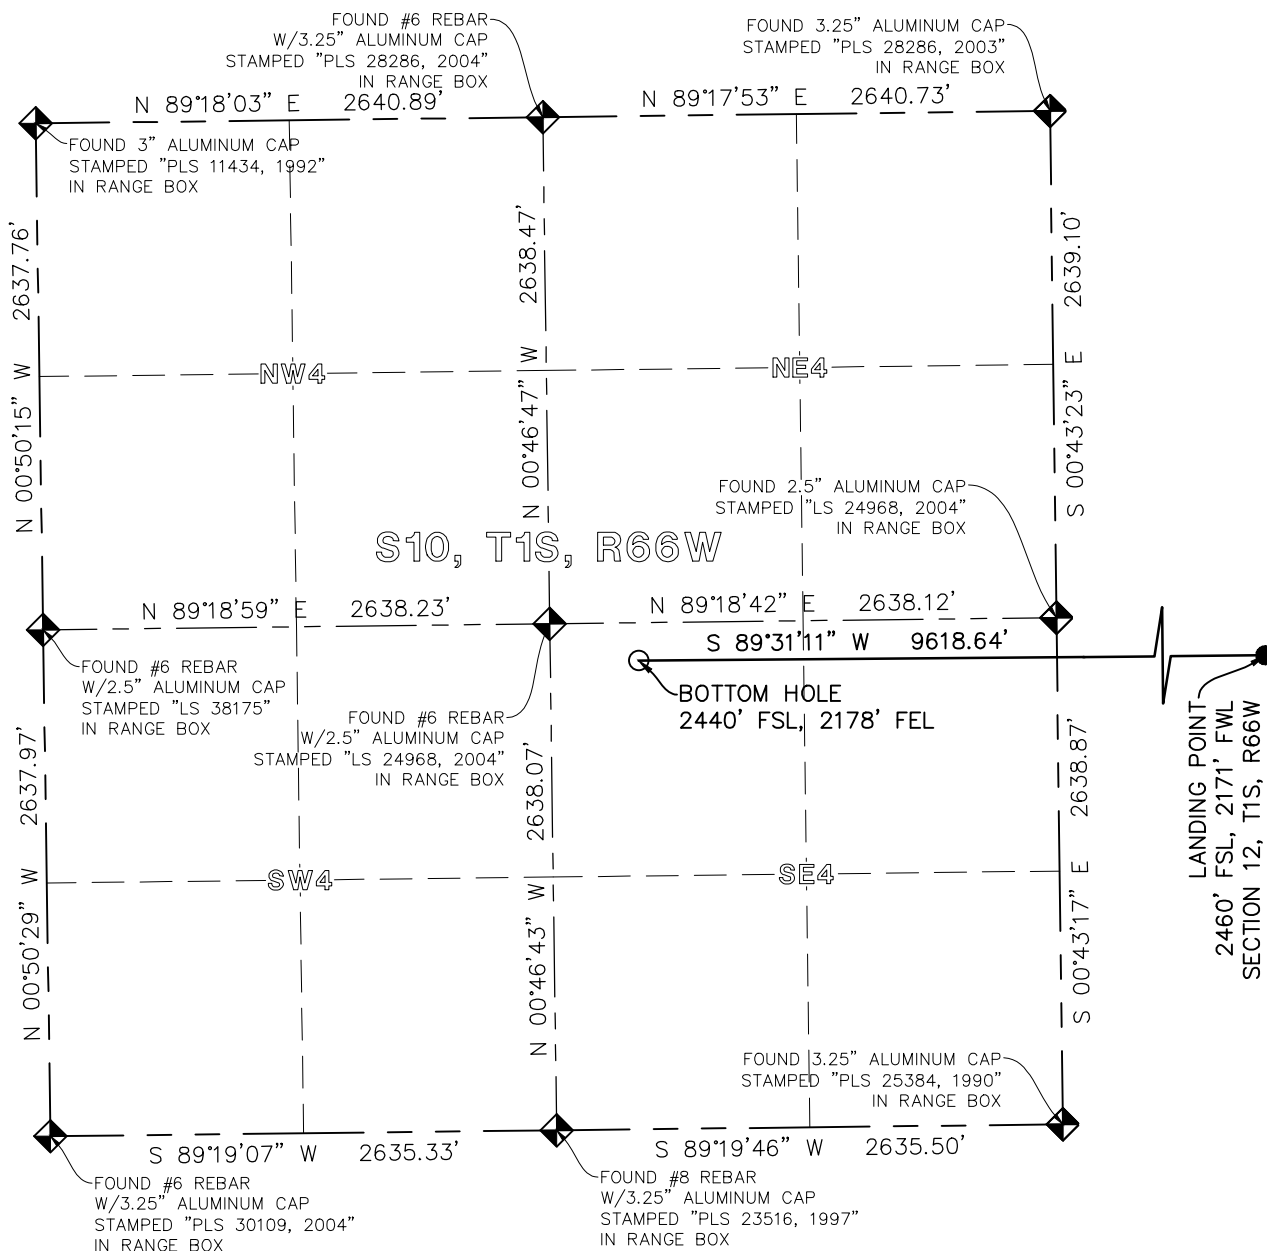 FOUND #6 REBAR
W/3.25" ALUMINUM CAP
STAMPED "PLS 28286, 2004"
IN RANGE BOX
FOUND 3.25" ALUMINUM CAP
STAMPED "PLS 28286, 2003"
IN RANGE BOX
N 89°18'03" E 2640.89'
N 89°17'53" E 2640.73'
FOUND 3" ALUMINUM CAP
STAMPED "PLS 11434, 1992"
IN RANGE BOX
N 00°50'15" W 2637.76'
N 00°46'47" W 2638.47'
S 00°43'23" E 2639.10'
NW4
NE4
FOUND 2.5" ALUMINUM CAP
STAMPED "LS 24968, 2004"
IN RANGE BOX
S10, T1S, R66W
N 89°18'59" E 2638.23'
N 89°18'42" E 2638.12'
S 89°31'11" W 9618.64'
FOUND #6 REBAR
W/2.5" ALUMINUM CAP
STAMPED "LS 38175"
IN RANGE BOX
BOTTOM HOLE
2440' FSL, 2178' FEL
FOUND #6 REBAR
W/2.5" ALUMINUM CAP
STAMPED "LS 24968, 2004"
IN RANGE BOX
LANDING POINT
2460' FSL, 2171' FWL
SECTION 12, T1S, R66W
N 00°50'29" W 2637.97'
N 00°46'43" W 2638.07'
S 00°43'17" E 2638.87'
SW4
SE4
FOUND 3.25" ALUMINUM CAP
STAMPED "PLS 25384, 1990"
IN RANGE BOX
S 89°19'07" W 2635.33'
S 89°19'46" W 2635.50'
FOUND #6 REBAR
W/3.25" ALUMINUM CAP
STAMPED "PLS 30109, 2004"
IN RANGE BOX
FOUND #8 REBAR
W/3.25" ALUMINUM CAP
STAMPED "PLS 23516, 1997"
IN RANGE BOX